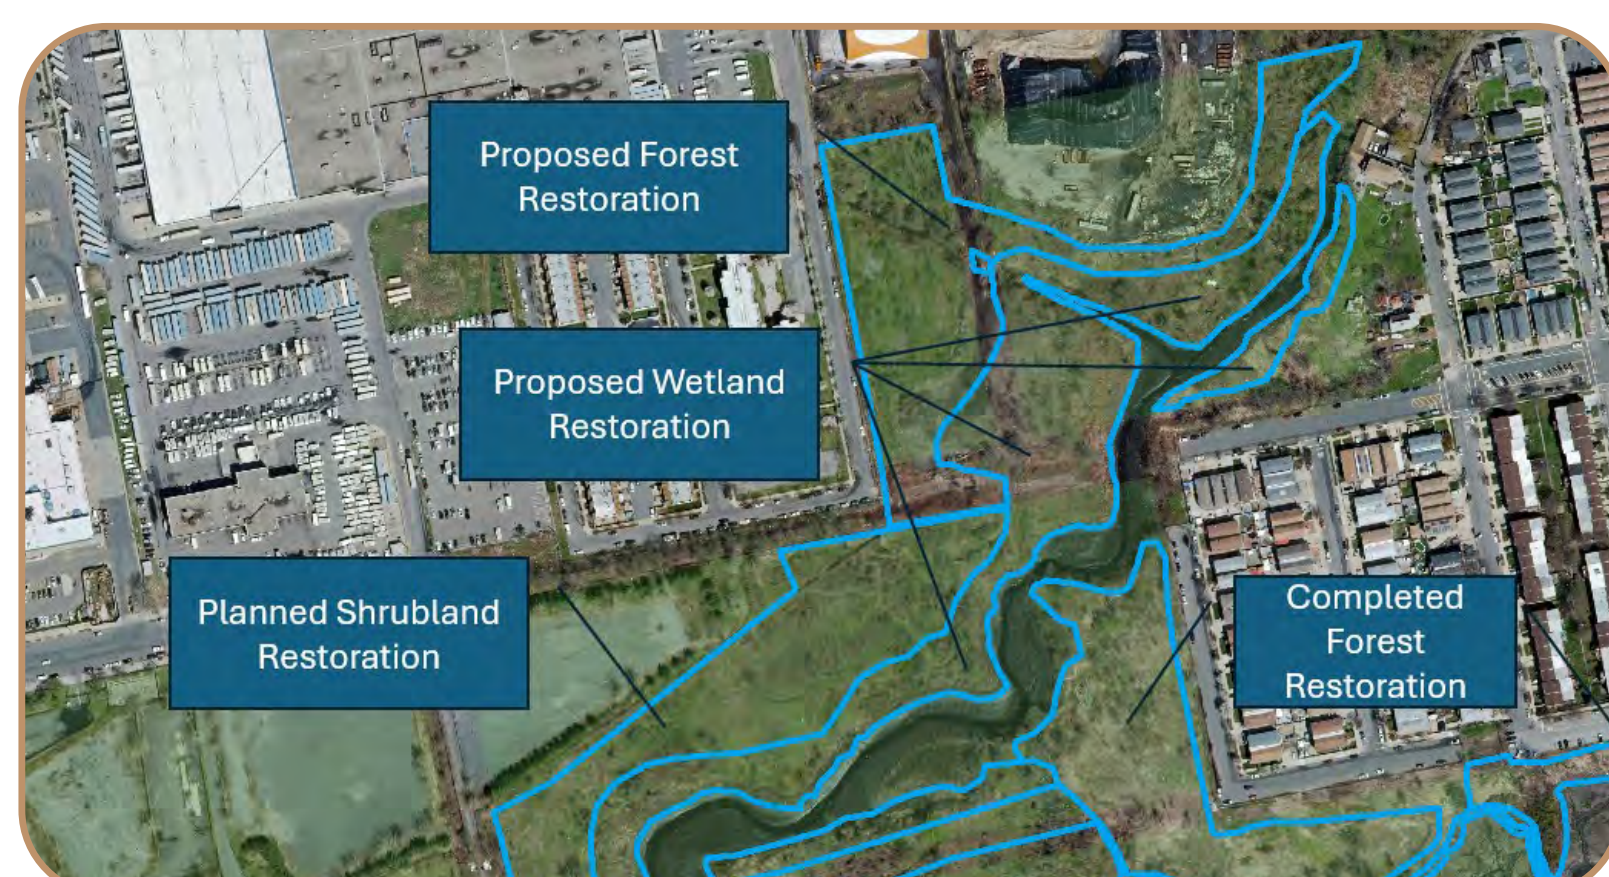 Proposed Forest
Restoration
Proposed Wetland
Restoration
Planned Shrubland
Restoration
Completed
Forest
Restoration